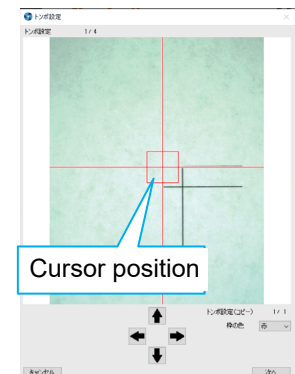 トンボ設定
トンボ設定 1 / 4
Cursor position
トンボ設定(コピー) 1 / 1
枠の色 赤
キャンセル 次へ